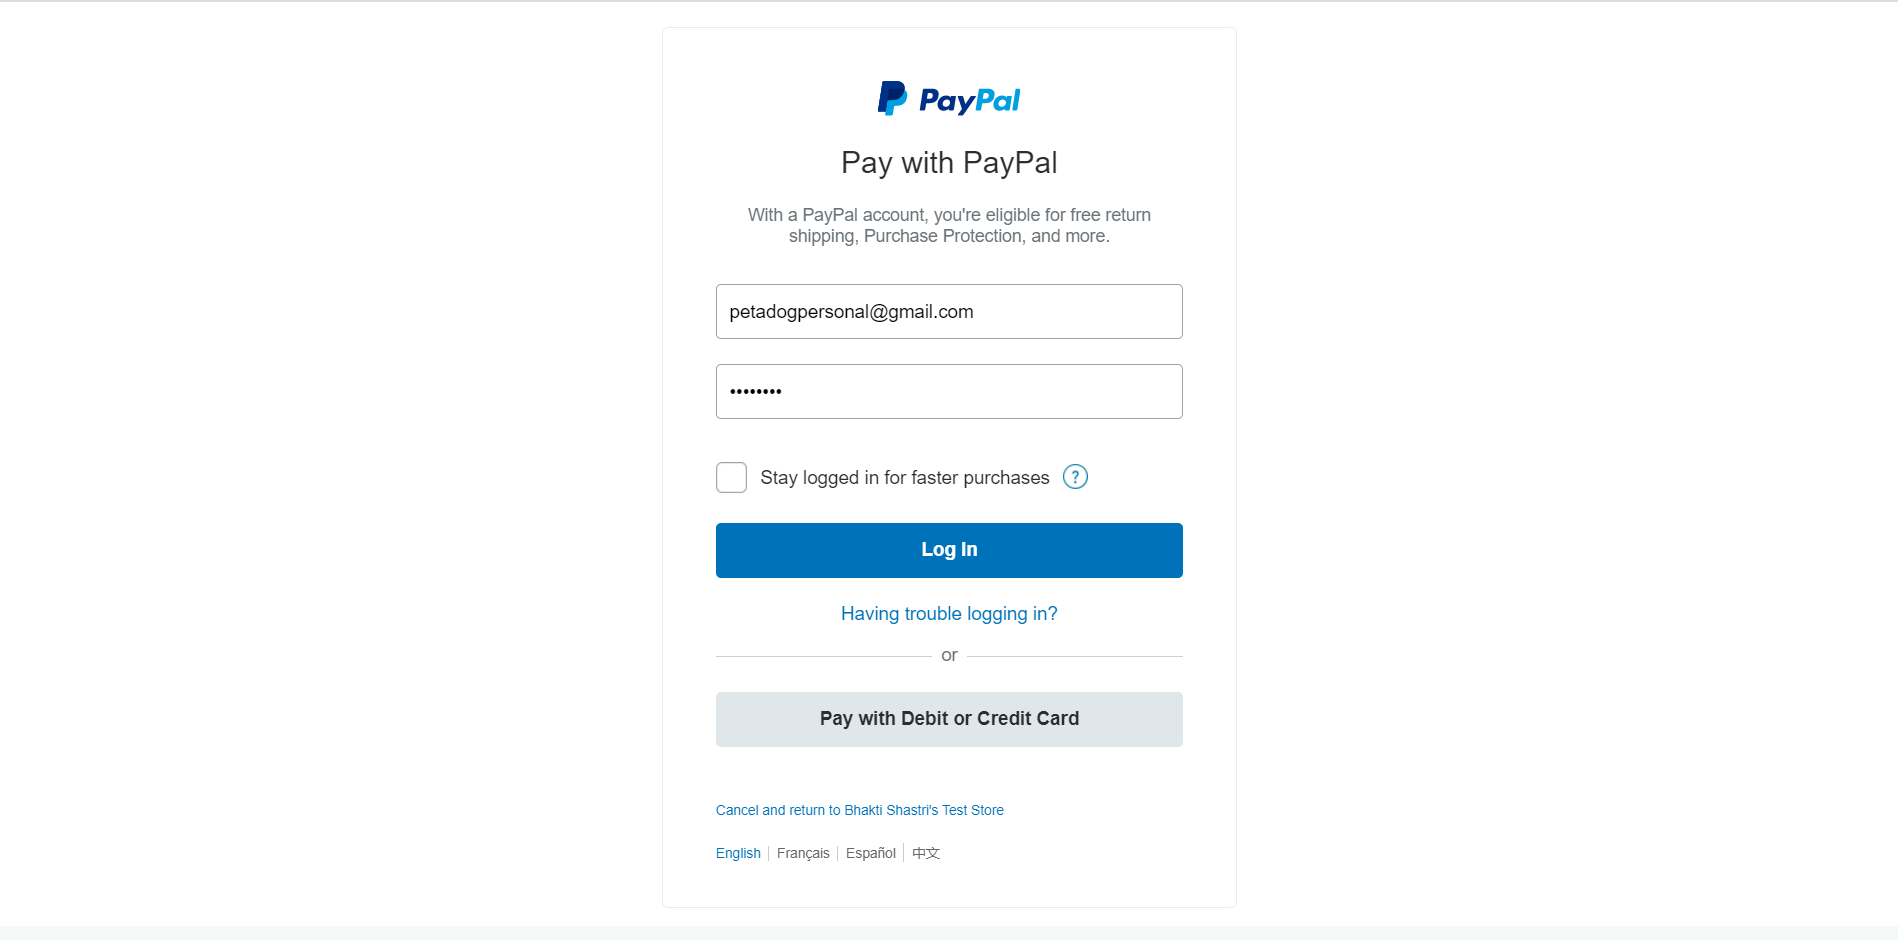 PayPal
Pay with PayPal
With a PayPal account, you're eligible for free return
shipping, Purchase Protection, and more.
petadogpersonal@gmail.com
••••••••
Stay logged in for faster purchases ?
Log In
Having trouble logging in?
or
Pay with Debit or Credit Card
Cancel and return to Bhakti Shastri's Test Store
English Français Español 中文